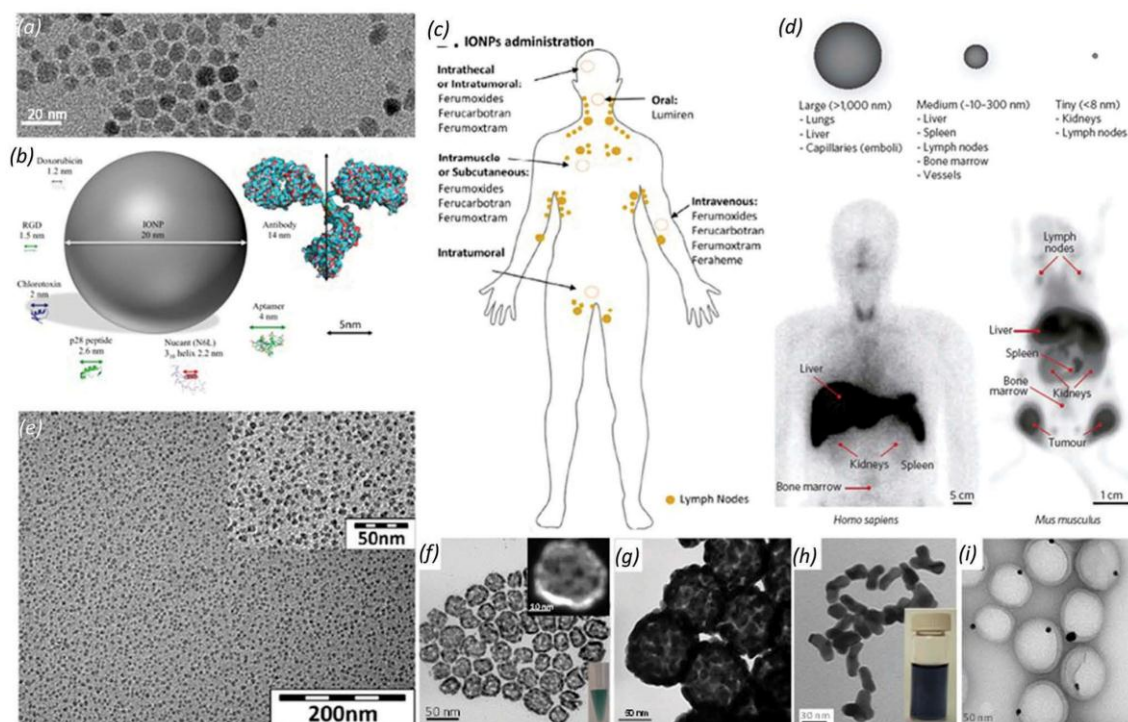 (a)
20 nm
(b)
Doxorubicin
1.2 nm
RGD
1.5 nm
Chlorotoxin
2 nm
p28 peptide
2.6 nm
IONP
20 nm
Nucant (N6L)
3₁₀ helix 2.2 nm
Antibody
14 nm
Aptamer
4 nm
5nm
(c)
IONPs administration
Intrathecal
or Intratumoral:
Ferumoxides
Ferucarbotran
Ferumoxtram
Oral:
Lumiren
Intramuscle
or Subcutaneous:
Ferumoxides
Ferucarbotran
Ferumoxtram
Intravenous:
Ferumoxides
Ferucarbotran
Ferumoxtram
Feraheme
Intratumoral
Lymph Nodes
(d)
Large (>1,000 nm)
- Lungs
- Liver
- Capillaries (emboli)
Medium (~10–300 nm)
- Liver
- Spleen
- Lymph nodes
- Bone marrow
- Vessels
Tiny (<8 nm)
- Kidneys
- Lymph nodes
Liver
Kidneys
Spleen
Bone marrow
5 cm
Homo sapiens
Lymph
nodes
Liver
Spleen
Bone
marrow
Kidneys
Tumour
1 cm
Mus musculus
(e)
50nm
200nm
(f)
10 nm
50 nm
(g)
50 nm
(h)
30 nm
(i)
50 nm